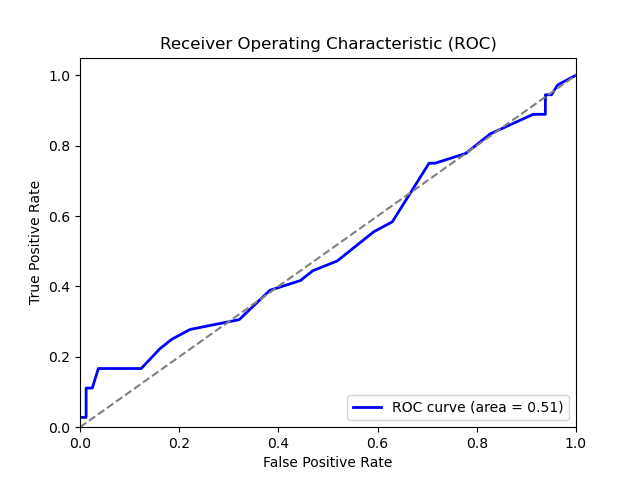 Receiver Operating Characteristic (ROC)
1.0
0.8
0.6
0.4
0.2
0.0
True Positive Rate
ROC curve (area = 0.51)
0.0 0.2 0.4 0.6 0.8 1.0
False Positive Rate